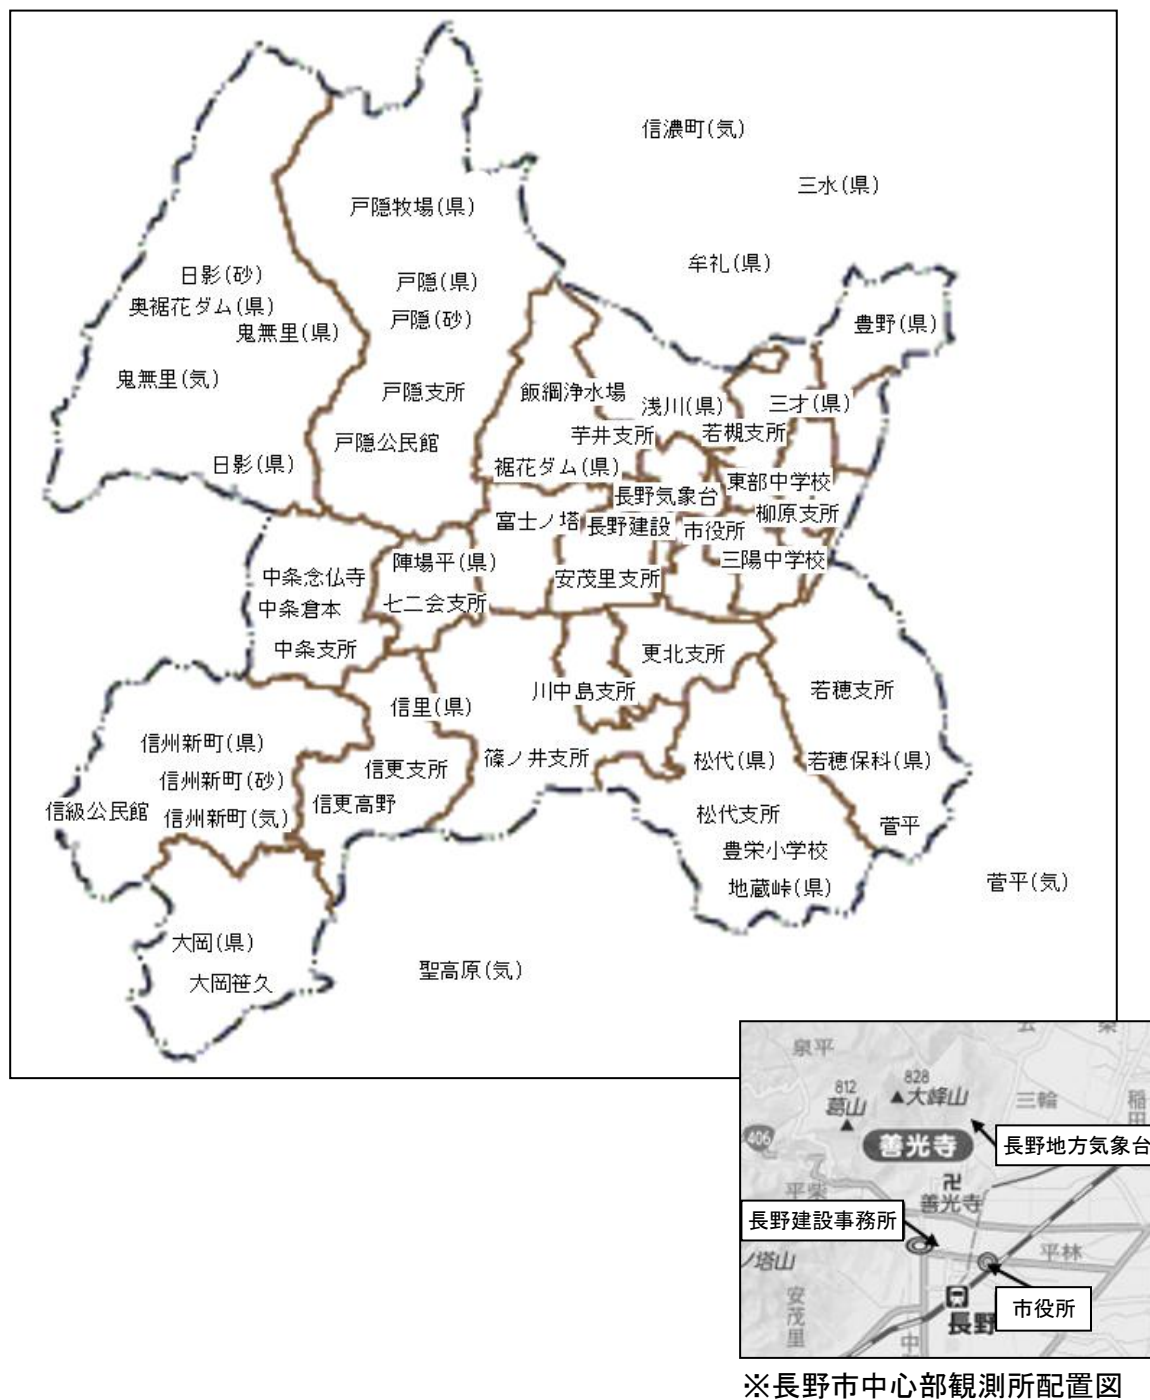 信濃町(気)
三水(県)
戸隠牧場(県)
牟礼(県)
日影(砂)
戸隠(県)
奥裾花ダム(県)
戸隠(砂)
豊野(県)
鬼無里(県)
鬼無里(気)
戸隠支所
飯綱浄水場
浅川(県)
三才(県)
戸隠公民館
芋井支所
若槻支所
日影(県)
裾花ダム(県)
東部中学校
長野気象台
柳原支所
富士ノ塔
長野建設
市役所
陣場平(県)
三陽中学校
中条念仏寺
安茂里支所
中条倉本
七二会支所
中条支所
更北支所
川中島支所
若穂支所
信里(県)
信州新町(県)
篠ノ井支所
松代(県)
若穂保科(県)
信更支所
信州新町(砂)
信級公民館
信州新町(気)
信更高野
松代支所
菅平
豊栄小学校
地蔵峠(県)
菅平(気)
大岡(県)
聖高原(気)
大岡笹久
泉平
828
812
大峰山
葛山
三輪
稲田
406
善光寺
長野地方気象台
平柴
卍
善光寺
長野建設事務所
平林
ノ塔山
安茂里
市役所
長野
中
※長野市中心部観測所配置図